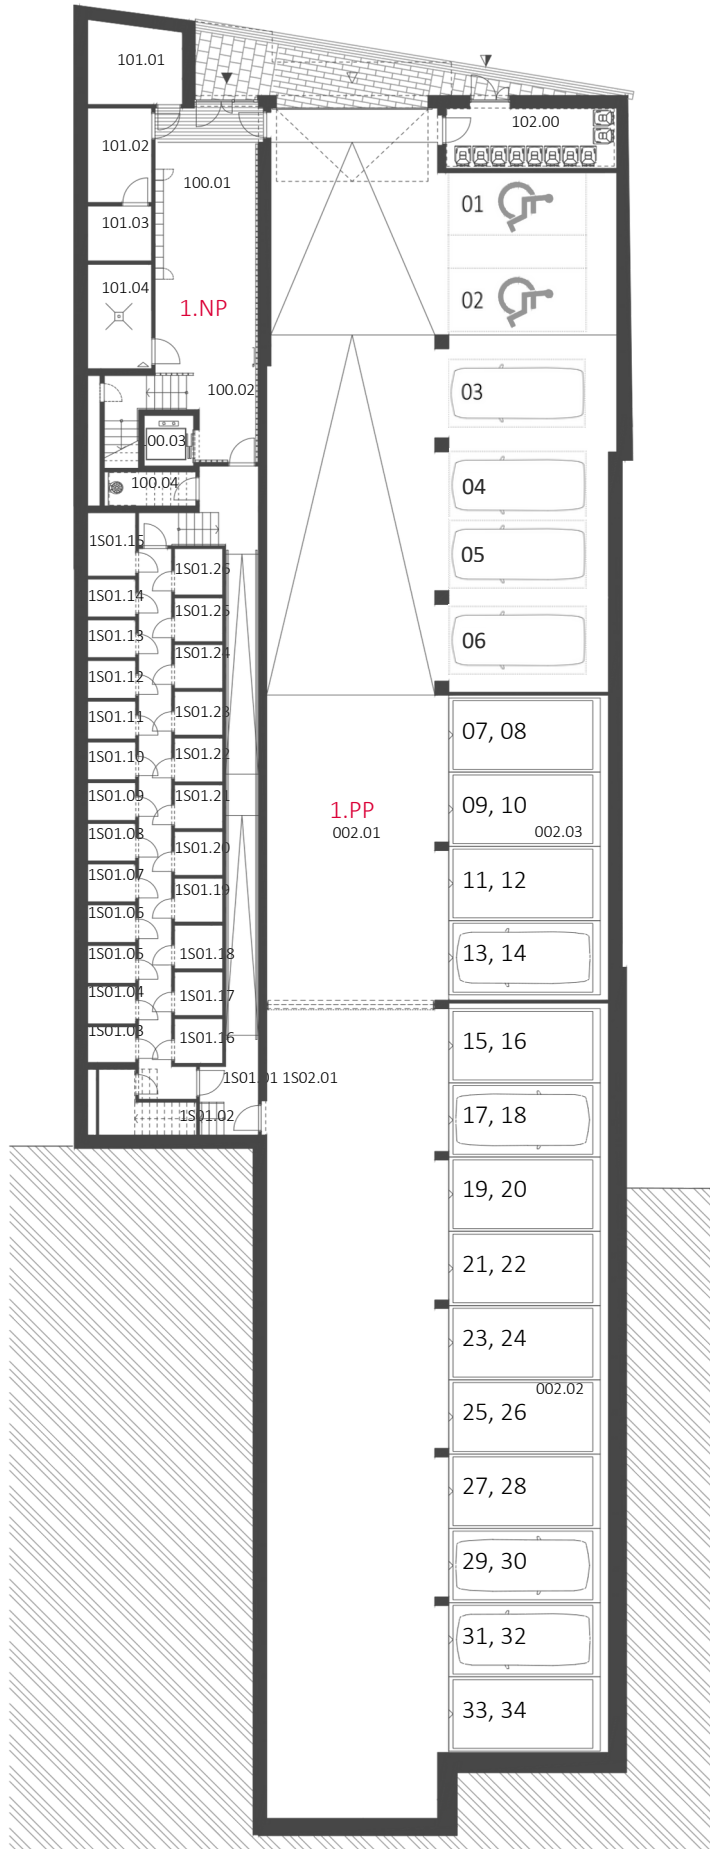 101.01
102.00
101.02
100.01
01
101.03
101.04
02
1.NP
100.02
03
100.03
100.04
04
1S01.15
05
1S01.26
1S01.14
1S01.25
1S01.13
06
1S01.24
1S01.12
1S01.23
1S01.11
07, 08
1S01.22
1S01.10
1S01.09
1S01.21
1.PP
09, 10
002.01
002.03
1S01.08
1S01.20
1S01.07
11, 12
1S01.19
1S01.06
1S01.05
1S01.18
13, 14
1S01.04
1S01.17
1S01.03
1S01.16
15, 16
1S01.01 1S02.01
1S01.02
17, 18
19, 20
21, 22
23, 24
002.02
25, 26
27, 28
29, 30
31, 32
33, 34